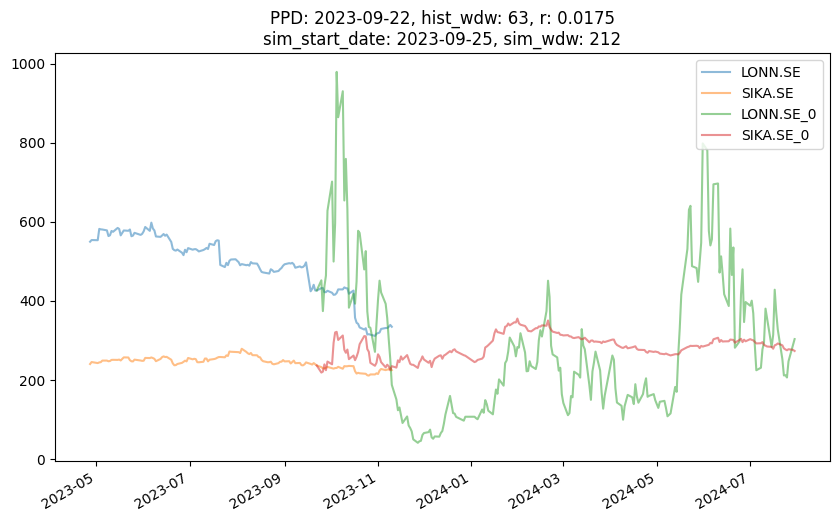 PPD: 2023-09-22, hist_wdw: 63, r: 0.0175
sim_start_date: 2023-09-25, sim_wdw: 212
1000
800
600
400
200
0
LONN.SE
SIKA.SE
LONN.SE_0
SIKA.SE_0
2023-05
2023-07
2023-09
2023-11
2024-01
2024-03
2024-05
2024-07